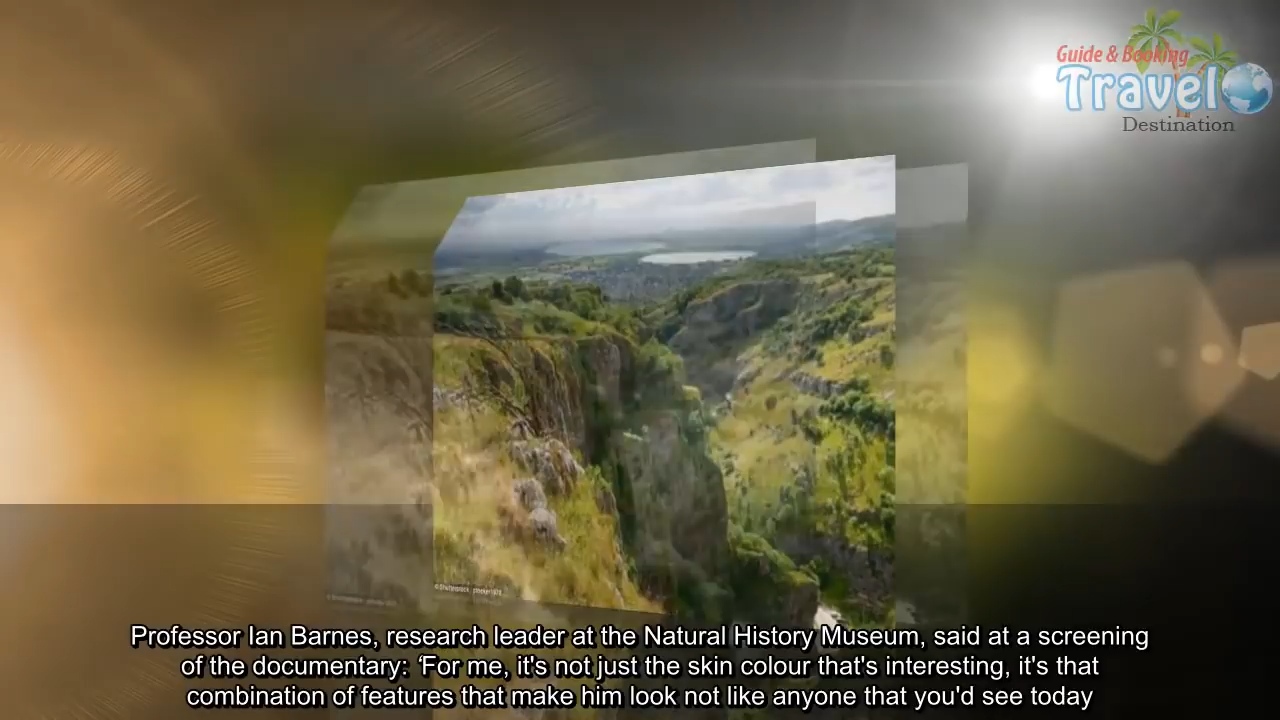 Guide & Booking
Travel
Destination
Professor Ian Barnes, research leader at the Natural History Museum, said at a screening
of the documentary: ‘For me, it's not just the skin colour that's interesting, it's that
combination of features that make him look not like anyone that you'd see today